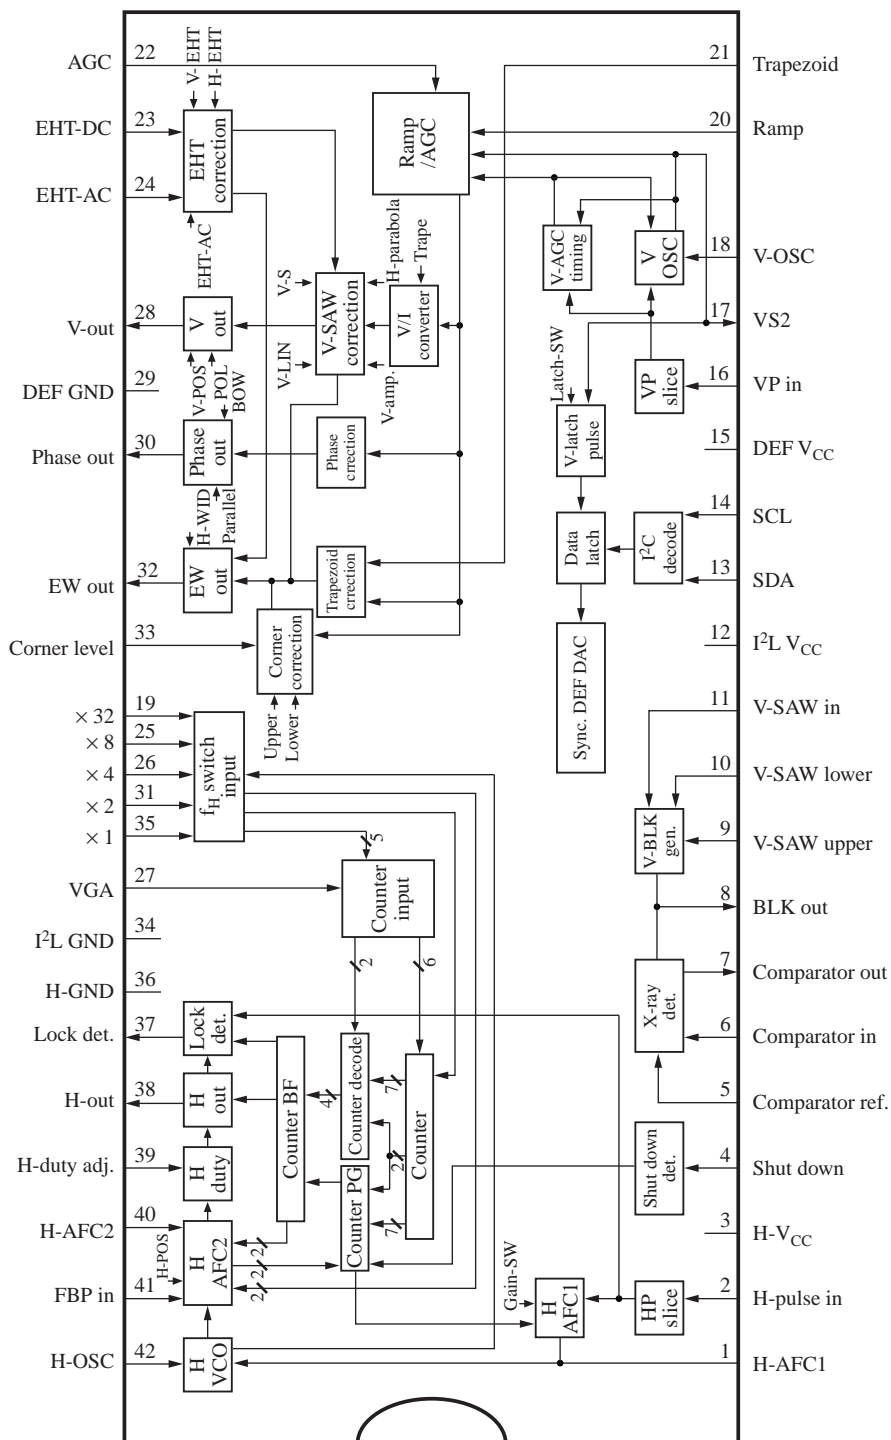 AGC
22
V- EHT
H- EHT
21
Trapezoid
EHT-DC
23
EHT
correction
Ramp
/AGC
20
Ramp
EHT-AC
24
EHT-AC
V-S
H-parabola
Trape
V-AGC
timing
V
OSC
18
V-OSC
V-out
28
V
out
V-SAW
correction
V/I
converter
17
VS2
V-LIN
V-amp.
Latch-SW
VP
slice
16
VP in
DEF GND
29
V-POS
POL
BOW
V-latch
pulse
15
DEF VCC
Phase out
30
Phase
out
Phase
crrection
H-WID
Parallel
Data
latch
I2C
decode
14
SCL
13
SDA
EW out
32
EW
out
Trapezoid
crrection
12
I2L VCC
Corner level
33
Corner
correction
Upper
Lower
Sync. DEF DAC
11
V-SAW in
× 32
19
× 8
25
× 4
26
× 2
31
× 1
35
fH switch
input
5
10
V-SAW lower
V-BLK
gen.
9
V-SAW upper
VGA
27
Counter
input
8
BLK out
I2L GND
34
2
6
7
Comparator out
H-GND
36
X-ray
det.
6
Comparator in
Lock det.
37
Lock
det.
5
Comparator ref.
H-out
38
H
out
Counter BF
4
Counter decode
7
2
7
Counter
H-duty adj.
39
H
duty
Counter PG
Shut down
det.
4
Shut down
H-AFC2
40
H-POS
H
AFC2
2
2
2
3
H-VCC
FBP in
41
Gain-SW
H
AFC1
HP
slice
2
H-pulse in
H-OSC
42
H
VCO
1
H-AFC1